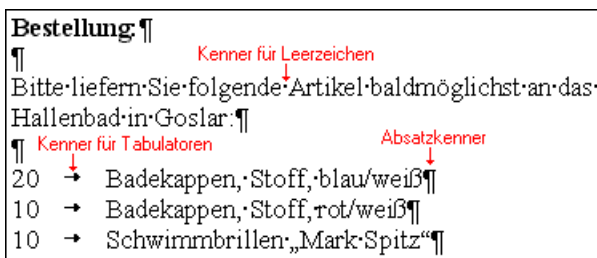 Bestellung:¶
¶
Kenner für Leerzeichen
Bitte·liefern·Sie·folgende·Artikel·baldmöglichst·an·das·
Hallenbad·in·Goslar:¶
¶
Kenner für Tabulatoren
Absatzkenner
20 → Badekappen,·Stoff,·blau/weiß¶
10 → Badekappen,·Stoff,·rot/weiß¶
10 → Schwimmbrillen·„Mark·Spitz“¶